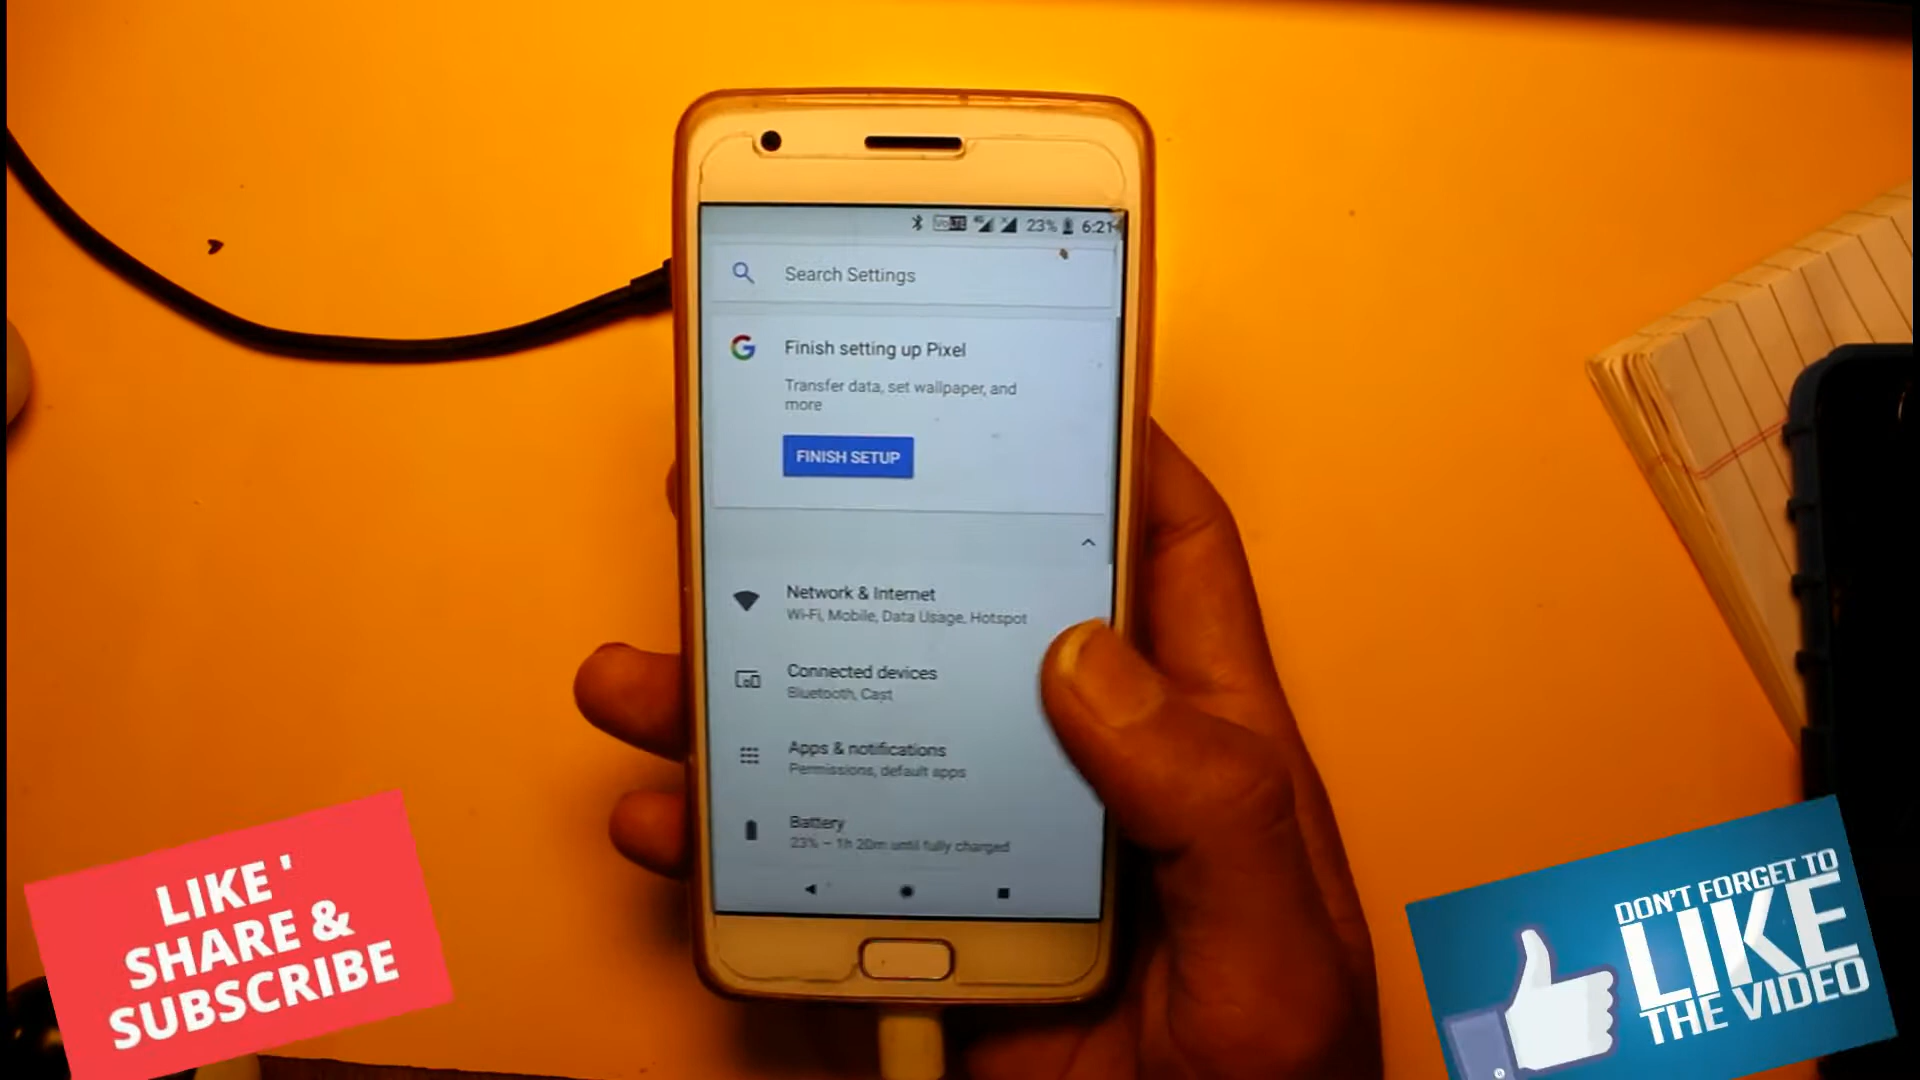 VoLTE 23% 6:21
Search Settings
Finish setting up Pixel
Transfer data, set wallpaper, and
more
FINISH SETUP
Network & Internet
Wi-Fi, Mobile, Data Usage, Hotspot
Connected devices
Bluetooth, Cast
Apps & notifications
Permissions, default apps
Battery
23% – 1h 20m until fully charged
LIKE '
SHARE &
SUBSCRIBE
DON'T FORGET TO
LIKE
THE VIDEO